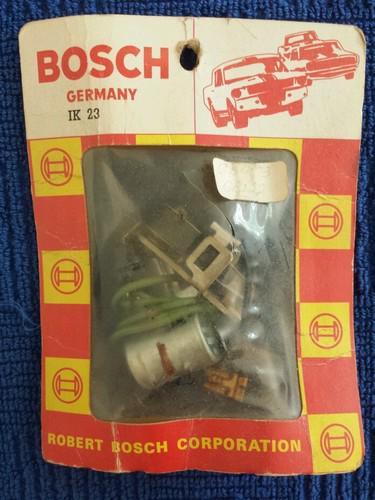 BOSCH
GERMANY
IK 23
ROBERT BOSCH CORPORATION